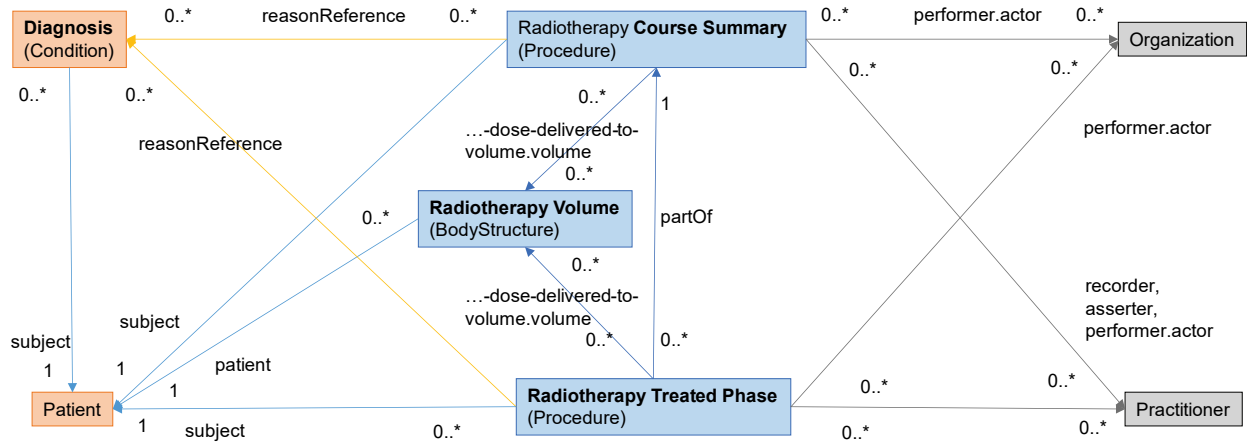 0..*
reasonReference
0..*
0..*
performer.actor
0..*
Diagnosis
(Condition)
Radiotherapy Course Summary
(Procedure)
Organization
0..*
0..*
0..*
1
0..*
0..*
reasonReference
…-dose-delivered-to-
volume.volume
performer.actor
0..*
0..*
Radiotherapy Volume
(BodyStructure)
partOf
0..*
…-dose-delivered-to-
volume.volume
recorder,
asserter,
performer.actor
subject
subject
0..*
0..*
1
1
patient
1
0..*
0..*
Patient
Radiotherapy Treated Phase
(Procedure)
Practitioner
1
subject
0..*
0..*
0..*